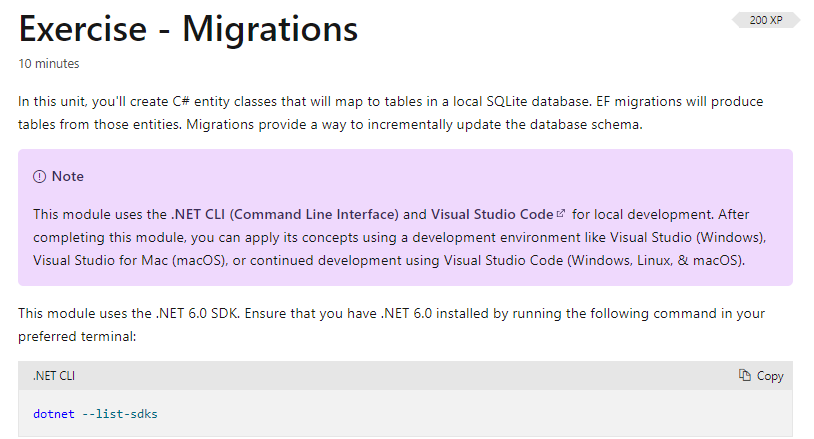 Exercise - Migrations
200 XP
10 minutes
In this unit, you'll create C# entity classes that will map to tables in a local SQLite database. EF migrations will produce
tables from those entities. Migrations provide a way to incrementally update the database schema.
Note
This module uses the .NET CLI (Command Line Interface) and Visual Studio Code for local development. After
completing this module, you can apply its concepts using a development environment like Visual Studio (Windows),
Visual Studio for Mac (macOS), or continued development using Visual Studio Code (Windows, Linux, & macOS).
This module uses the .NET 6.0 SDK. Ensure that you have .NET 6.0 installed by running the following command in your
preferred terminal:
.NET CLI
Copy
dotnet --list-sdks